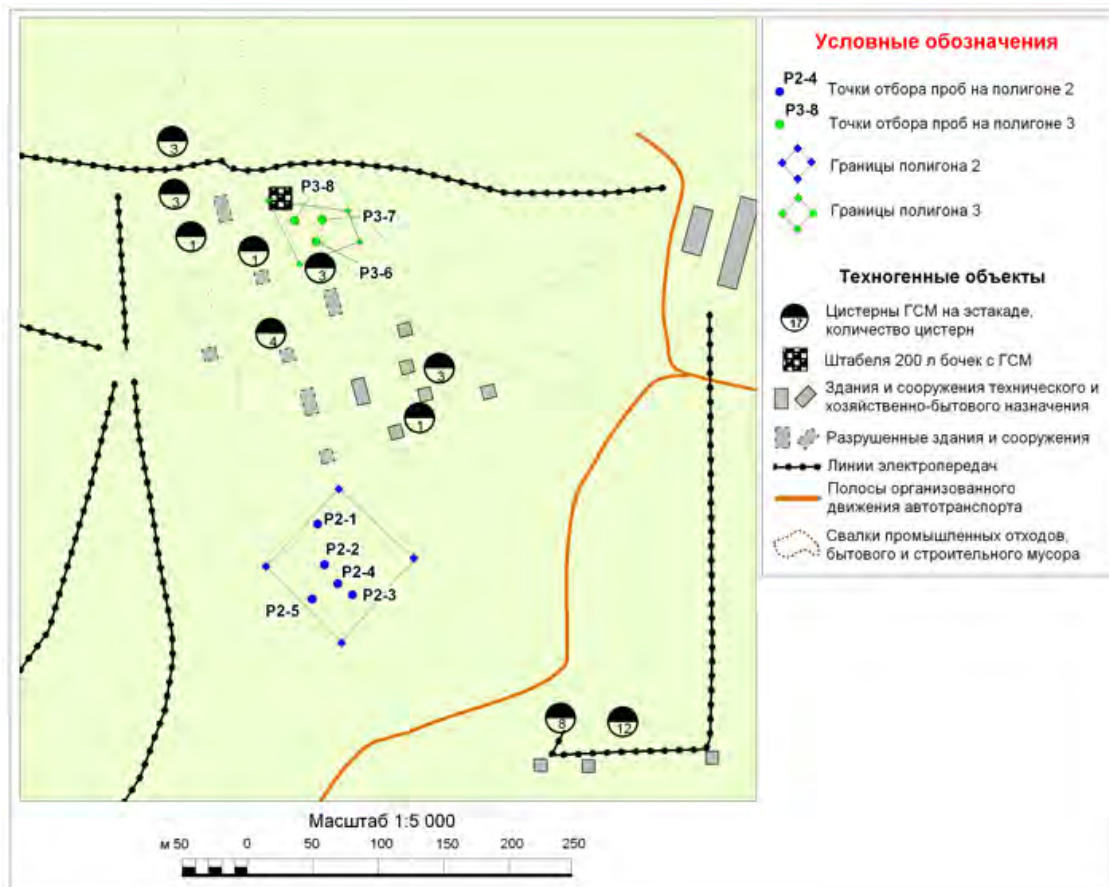 3
3
1
1
3
4
3
1
8
12
P3-8
P3-7
P3-6
P2-1
P2-2
P2-4
P2-3
P2-5
Условные обозначения
P2-4
Точки отбора проб на полигоне 2
P3-8
Точки отбора проб на полигоне 3
Границы полигона 2
Границы полигона 3
Техногенные объекты
17
Цистерны ГСМ на эстакаде,
количество цистерн
Штабеля 200 л бочек с ГСМ
Здания и сооружения технического и
хозяйственно-бытового назначения
Разрушенные здания и сооружения
Линии электропередач
Полосы организованного
движения автотранспорта
Свалки промышленных отходов,
бытового и строительного мусора
Масштаб 1:5 000
м 50 0 50 100 150 200 250